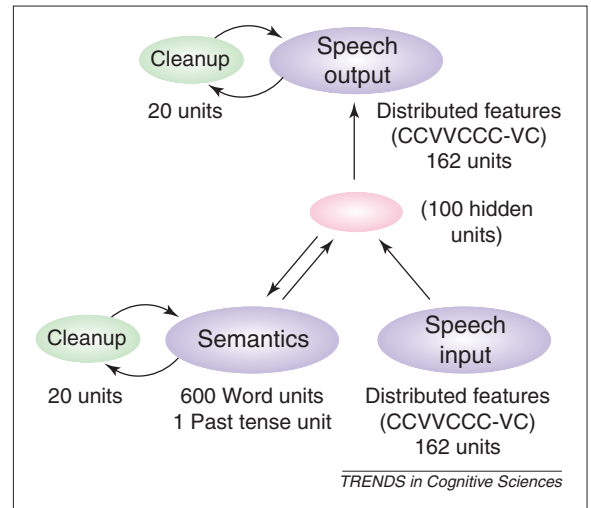 Cleanup
Speech
output
20 units
Distributed features
(CCVVCCC-VC)
162 units
(100 hidden
units)
Cleanup
Semantics
Speech
input
20 units
600 Word units
1 Past tense unit
Distributed features
(CCVVCCC-VC)
162 units
TRENDS in Cognitive Sciences